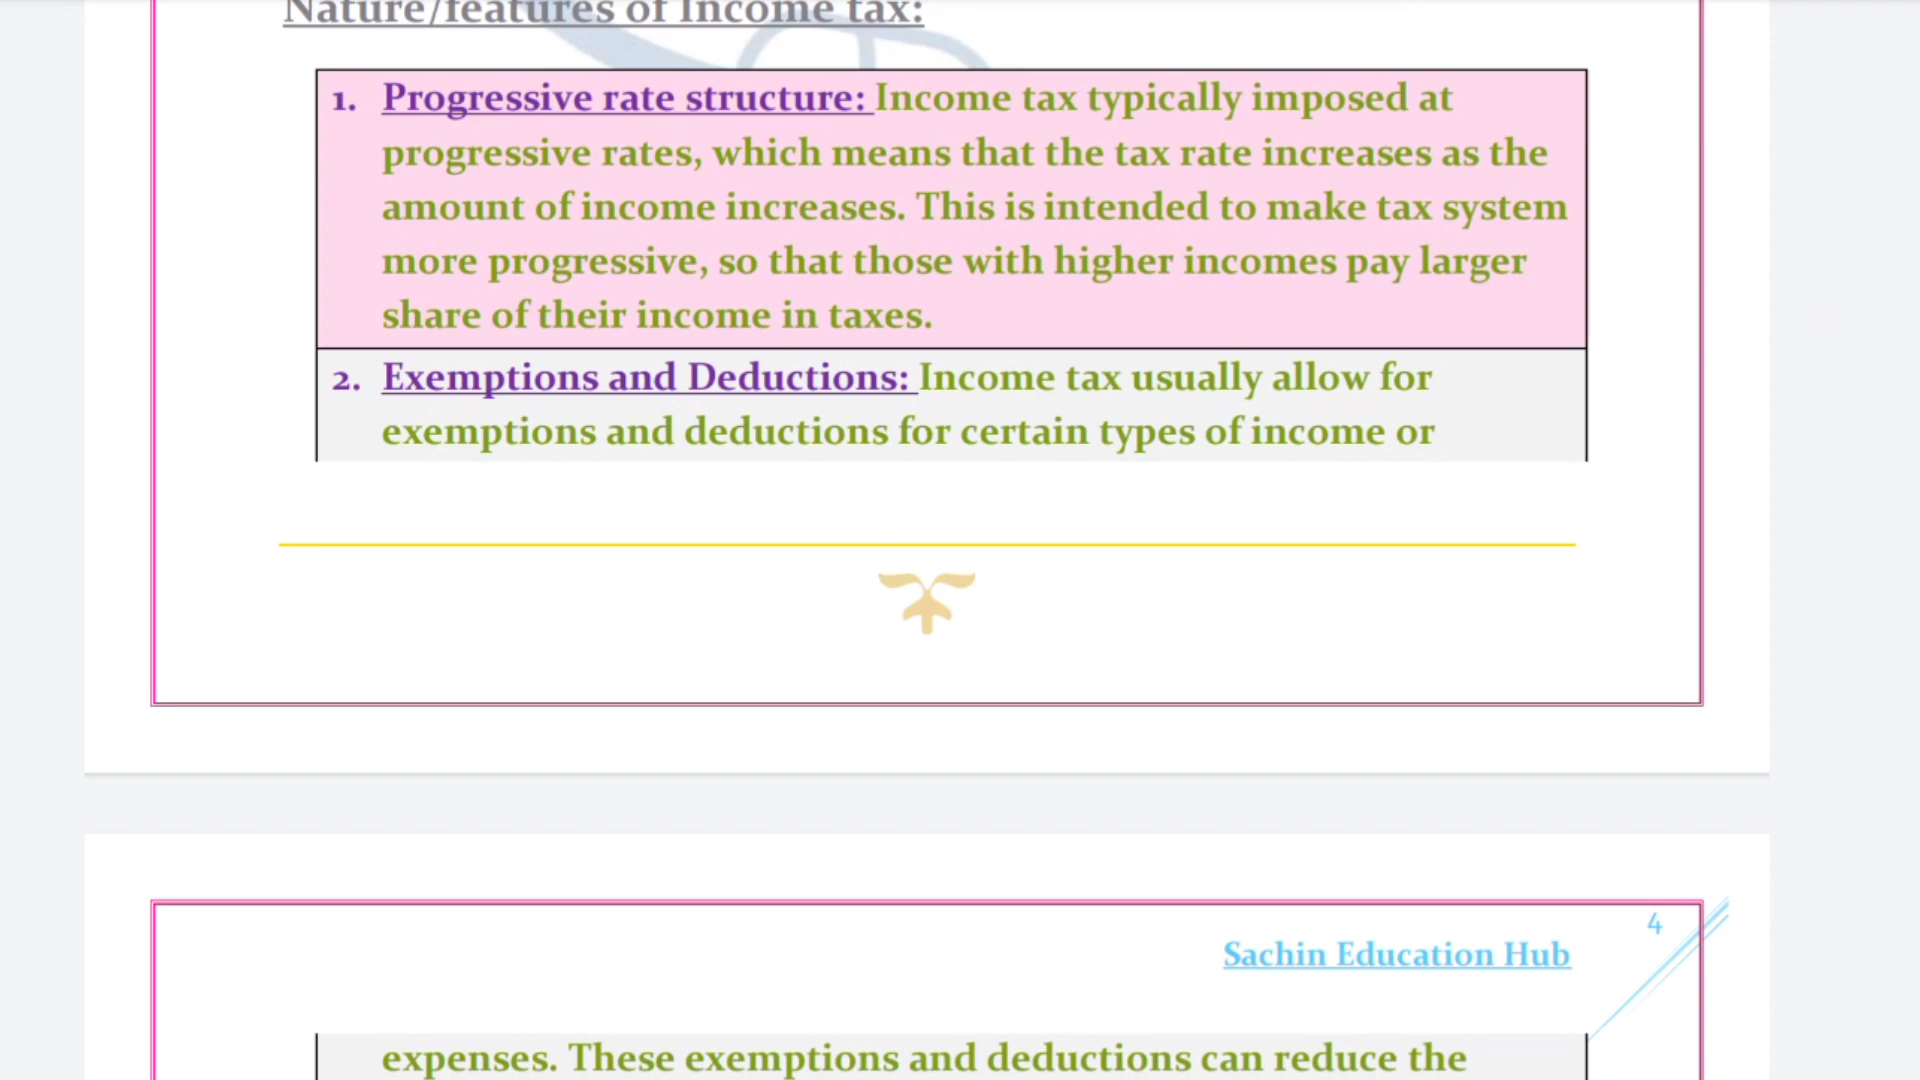 Nature/features of Income tax:
1. Progressive rate structure: Income tax typically imposed at
progressive rates, which means that the tax rate increases as the
amount of income increases. This is intended to make tax system
more progressive, so that those with higher incomes pay larger
share of their income in taxes.
2. Exemptions and Deductions: Income tax usually allow for
exemptions and deductions for certain types of income or
4
Sachin Education Hub
expenses. These exemptions and deductions can reduce the